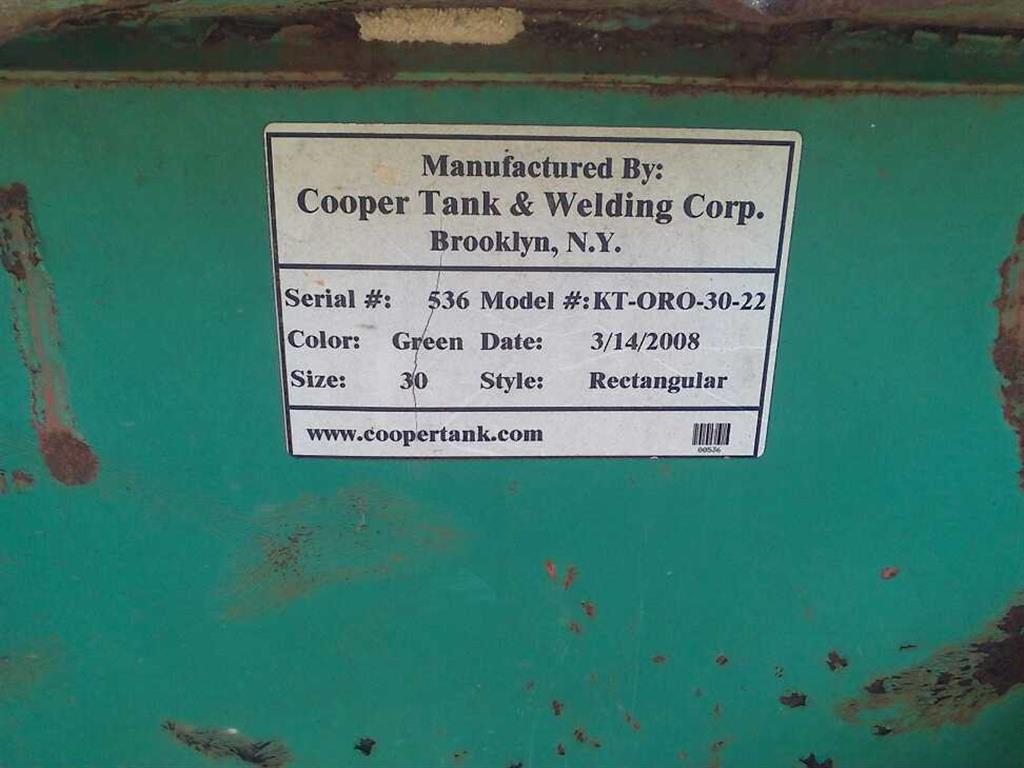 Manufactured By:
Cooper Tank & Welding Corp.
Brooklyn, N.Y.
Serial #: 536 Model #: KT-ORO-30-22
Color: Green Date: 3/14/2008
Size: 30 Style: Rectangular
www.coopertank.com
00536